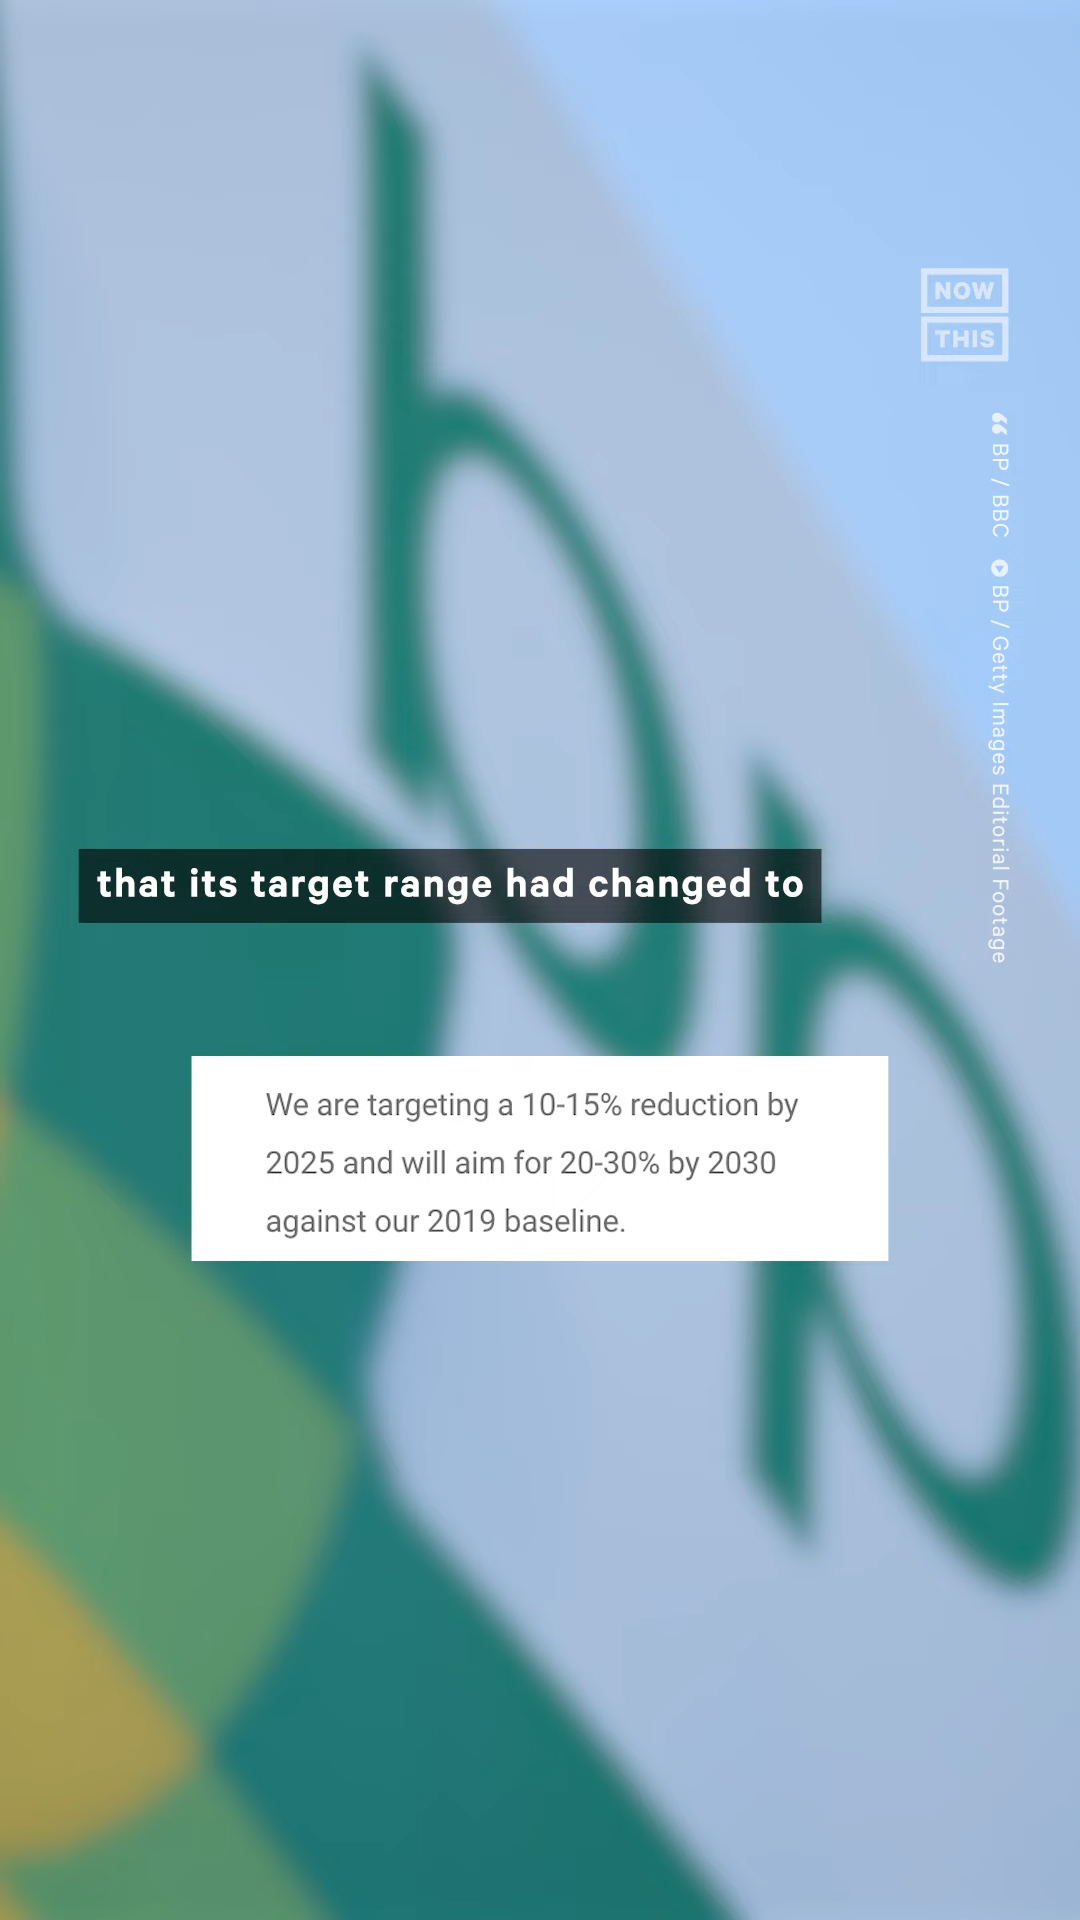 bp
NOW
THIS
❝ BP / BBC BP / Getty Images Editorial Footage
that its target range had changed to
We are targeting a 10-15% reduction by
2025 and will aim for 20-30% by 2030
against our 2019 baseline.